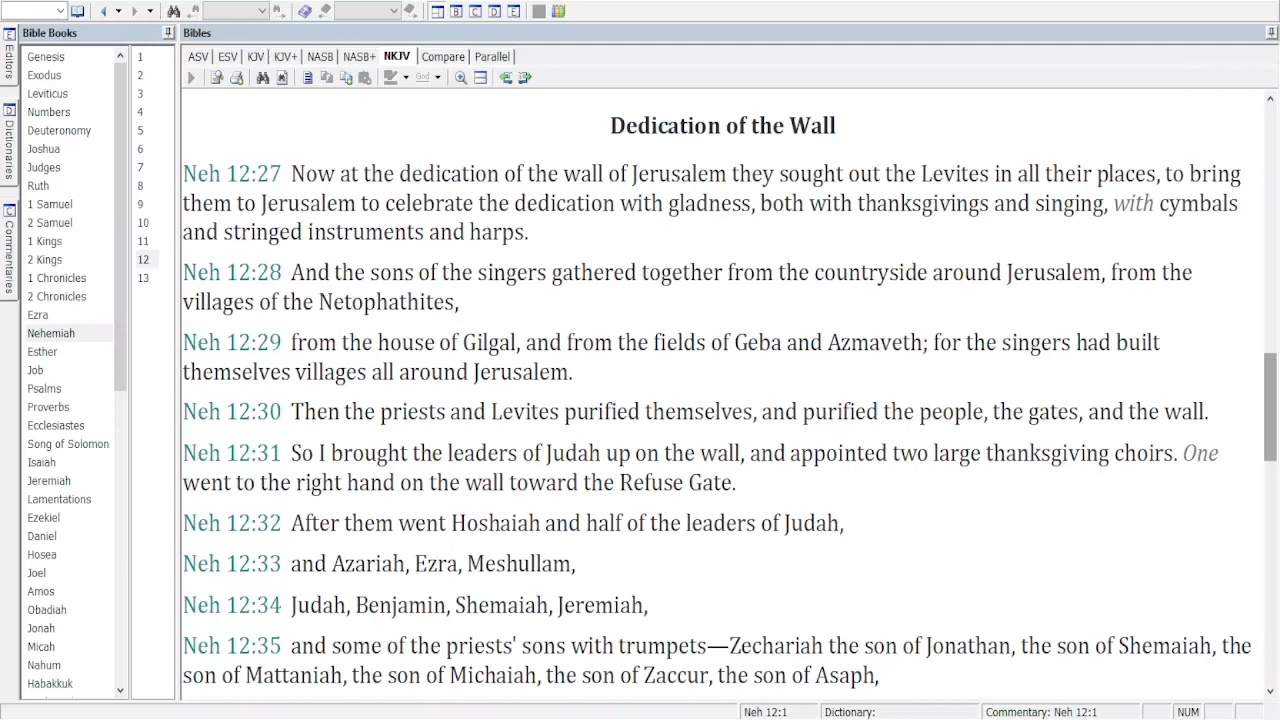 Bible Books
Bibles
Editors
Dictionaries
Commentaries
Genesis
Exodus
Leviticus
Numbers
Deuteronomy
Joshua
Judges
Ruth
1 Samuel
2 Samuel
1 Kings
2 Kings
1 Chronicles
2 Chronicles
Ezra
Nehemiah
Esther
Job
Psalms
Proverbs
Ecclesiastes
Song of Solomon
Isaiah
Jeremiah
Lamentations
Ezekiel
Daniel
Hosea
Joel
Amos
Obadiah
Jonah
Micah
Nahum
Habakkuk
1
2
3
4
5
6
7
8
9
10
11
12
13
ASV ESV KJV KJV+ NASB NASB+ NKJV Compare Parallel
God
Dedication of the Wall
Neh 12:27 Now at the dedication of the wall of Jerusalem they sought out the Levites in all their places, to bring
them to Jerusalem to celebrate the dedication with gladness, both with thanksgivings and singing, with cymbals
and stringed instruments and harps.
Neh 12:28 And the sons of the singers gathered together from the countryside around Jerusalem, from the
villages of the Netophathites,
Neh 12:29 from the house of Gilgal, and from the fields of Geba and Azmaveth; for the singers had built
themselves villages all around Jerusalem.
Neh 12:30 Then the priests and Levites purified themselves, and purified the people, the gates, and the wall.
Neh 12:31 So I brought the leaders of Judah up on the wall, and appointed two large thanksgiving choirs. One
went to the right hand on the wall toward the Refuse Gate.
Neh 12:32 After them went Hoshaiah and half of the leaders of Judah,
Neh 12:33 and Azariah, Ezra, Meshullam,
Neh 12:34 Judah, Benjamin, Shemaiah, Jeremiah,
Neh 12:35 and some of the priests' sons with trumpets—Zechariah the son of Jonathan, the son of Shemaiah, the
son of Mattaniah, the son of Michaiah, the son of Zaccur, the son of Asaph,
Neh 12:1 Dictionary: Commentary: Neh 12:1 NUM